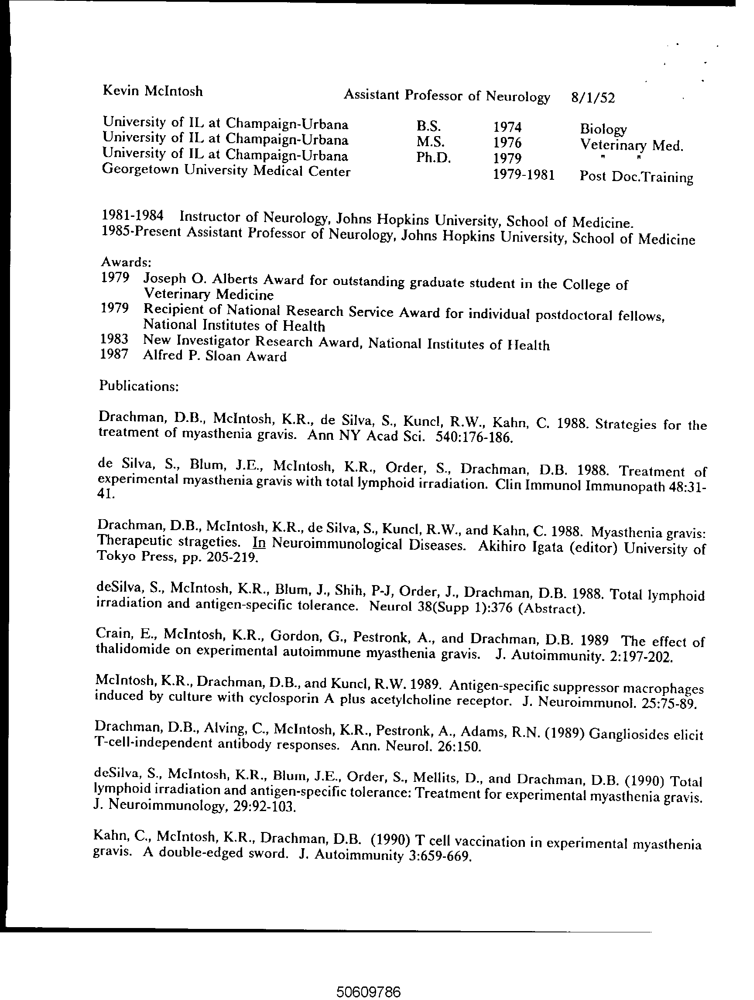 Kevin McIntosh Assistant Professor of Neurology 8/1/52
University of IL at Champaign-Urbana B.S. 1974 Biology
University of IL at Champaign-Urbana M.S. 1976 Veterinary Med.
University of IL at Champaign-Urbana Ph.D. 1979 " "
Georgetown University Medical Center 1979-1981 Post Doc.Training
1981-1984 Instructor of Neurology, Johns Hopkins University, School of Medicine.
1985-Present Assistant Professor of Neurology, Johns Hopkins University, School of Medicine
Awards:
1979 Joseph O. Alberts Award for outstanding graduate student in the College of
Veterinary Medicine
1979 Recipient of National Research Service Award for individual postdoctoral fellows,
National Institutes of Health
1983 New Investigator Research Award, National Institutes of Health
1987 Alfred P. Sloan Award
Publications:
Drachman, D.B., McIntosh, K.R., de Silva, S., Kuncl, R.W., Kahn, C. 1988. Strategies for the
treatment of myasthenia gravis. Ann NY Acad Sci. 540:176-186.
de Silva, S., Blum, J.E., McIntosh, K.R., Order, S., Drachman, D.B. 1988. Treatment of
experimental myasthenia gravis with total lymphoid irradiation. Clin Immunol Immunopath 48:31-
41.
Drachman, D.B., McIntosh, K.R., de Silva, S., Kuncl, R.W., and Kahn, C. 1988. Myasthenia gravis:
Therapeutic strageties. In Neuroimmunological Diseases. Akihiro Igata (editor) University of
Tokyo Press, pp. 205-219.
deSilva, S., McIntosh, K.R., Blum, J., Shih, P-J, Order, J., Drachman, D.B. 1988. Total lymphoid
irradiation and antigen-specific tolerance. Neurol 38(Supp 1):376 (Abstract).
Crain, E., McIntosh, K.R., Gordon, G., Pestronk, A., and Drachman, D.B. 1989 The effect of
thalidomide on experimental autoimmune myasthenia gravis. J. Autoimmunity. 2:197-202.
McIntosh, K.R., Drachman, D.B., and Kuncl, R.W. 1989. Antigen-specific suppressor macrophages
induced by culture with cyclosporin A plus acetylcholine receptor. J. Neuroimmunol. 25:75-89.
Drachman, D.B., Alving, C., McIntosh, K.R., Pestronk, A., Adams, R.N. (1989) Gangliosides elicit
T-cell-independent antibody responses. Ann. Neurol. 26:150.
deSilva, S., McIntosh, K.R., Blum, J.E., Order, S., Mellits, D., and Drachman, D.B. (1990) Total
lymphoid irradiation and antigen-specific tolerance: Treatment for experimental myasthenia gravis.
J. Neuroimmunology, 29:92-103.
Kahn, C., McIntosh, K.R., Drachman, D.B. (1990) T cell vaccination in experimental myasthenia
gravis. A double-edged sword. J. Autoimmunity 3:659-669.
50609786